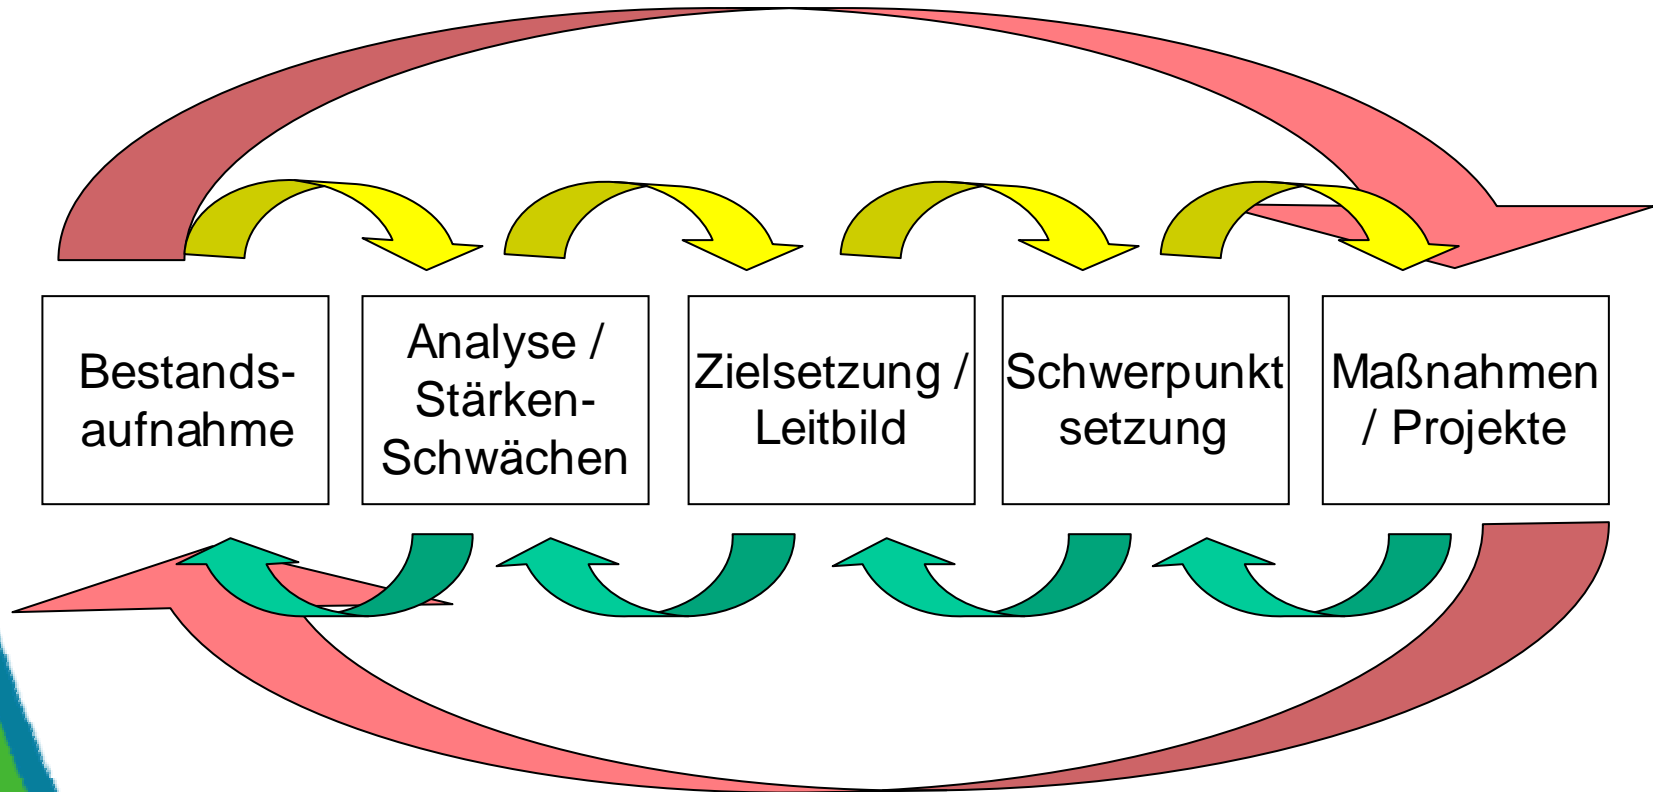 Bestands-
aufnahme
Analyse /
Stärken-
Schwächen
Zielsetzung /
Leitbild
Schwerpunkt
setzung
Maßnahmen
/ Projekte